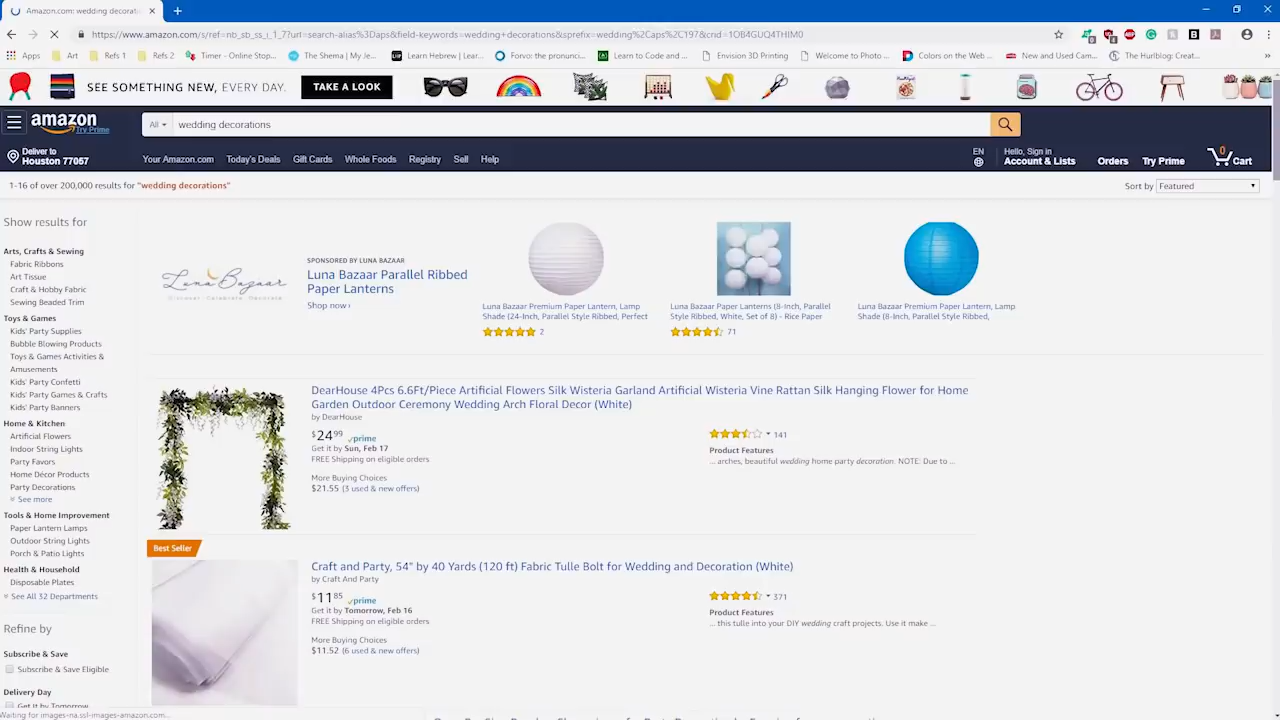 Amazon.com: wedding decorati
https://www.amazon.com/s/ref=nb_sb_ss_i_1_7?url=search-alias%3Daps&field-keywords=wedding+decorations&sprefix=wedding%2Caps%2C197&crid=1OB4GUQ4THIM0
Apps Art Refs 1 Refs 2 Timer - Online Stop... The Shema | My Je... Learn Hebrew | Lear... Forvo: the pronunci... Learn to Code and ... Envision 3D Printing Welcome to Photo ... Colors on the Web ... New and Used Cam... The Hurlblog: Creat...
SEE SOMETHING NEW, EVERY DAY. TAKE A LOOK
amazon
Try Prime
All wedding decorations
Deliver to
Houston 77057
Your Amazon.com Today's Deals Gift Cards Whole Foods Registry Sell Help
EN
Hello, Sign in
Account & Lists Orders Try Prime 0 Cart
1-16 of over 200,000 results for "wedding decorations"
Sort by Featured
Show results for
Arts, Crafts & Sewing
Fabric Ribbons
Art Tissue
Craft & Hobby Fabric
Sewing Beaded Trim
Toys & Games
Kids' Party Supplies
Bubble Blowing Products
Toys & Games Activities &
Amusements
Kids' Party Confetti
Kids' Party Games & Crafts
Kids' Party Banners
Home & Kitchen
Artificial Flowers
Indoor String Lights
Party Favors
Home Décor Products
Party Decorations
See more
Tools & Home Improvement
Paper Lantern Lamps
Outdoor String Lights
Porch & Patio Lights
Health & Household
Disposable Plates
See All 32 Departments
Refine by
Subscribe & Save
Subscribe & Save Eligible
Delivery Day
Get It by Tomorrow
Waiting for images-na.ssl-images-amazon.com...
Luna Bazaar
SPONSORED BY LUNA BAZAAR
Luna Bazaar Parallel Ribbed
Paper Lanterns
Shop now ›
Luna Bazaar Premium Paper Lantern, Lamp
Shade (24-Inch, Parallel Style Ribbed, Perfect
2
Luna Bazaar Paper Lanterns (8-Inch, Parallel
Style Ribbed, White, Set of 8) - Rice Paper
71
Luna Bazaar Premium Paper Lantern, Lamp
Shade (8-Inch, Parallel Style Ribbed,
DearHouse 4Pcs 6.6Ft/Piece Artificial Flowers Silk Wisteria Garland Artificial Wisteria Vine Rattan Silk Hanging Flower for Home
Garden Outdoor Ceremony Wedding Arch Floral Decor (White)
by DearHouse
$24.99 prime
Get it by Sun, Feb 17
FREE Shipping on eligible orders
More Buying Choices
$21.55 (3 used & new offers)
141
Product Features
... arches, beautiful wedding home party decoration. NOTE: Due to ...
Best Seller
Craft and Party, 54" by 40 Yards (120 ft) Fabric Tulle Bolt for Wedding and Decoration (White)
by Craft And Party
$11.85 prime
Get it by Tomorrow, Feb 16
FREE Shipping on eligible orders
More Buying Choices
$11.52 (6 used & new offers)
371
Product Features
... this tulle into your DIY wedding craft projects. Use it make ...